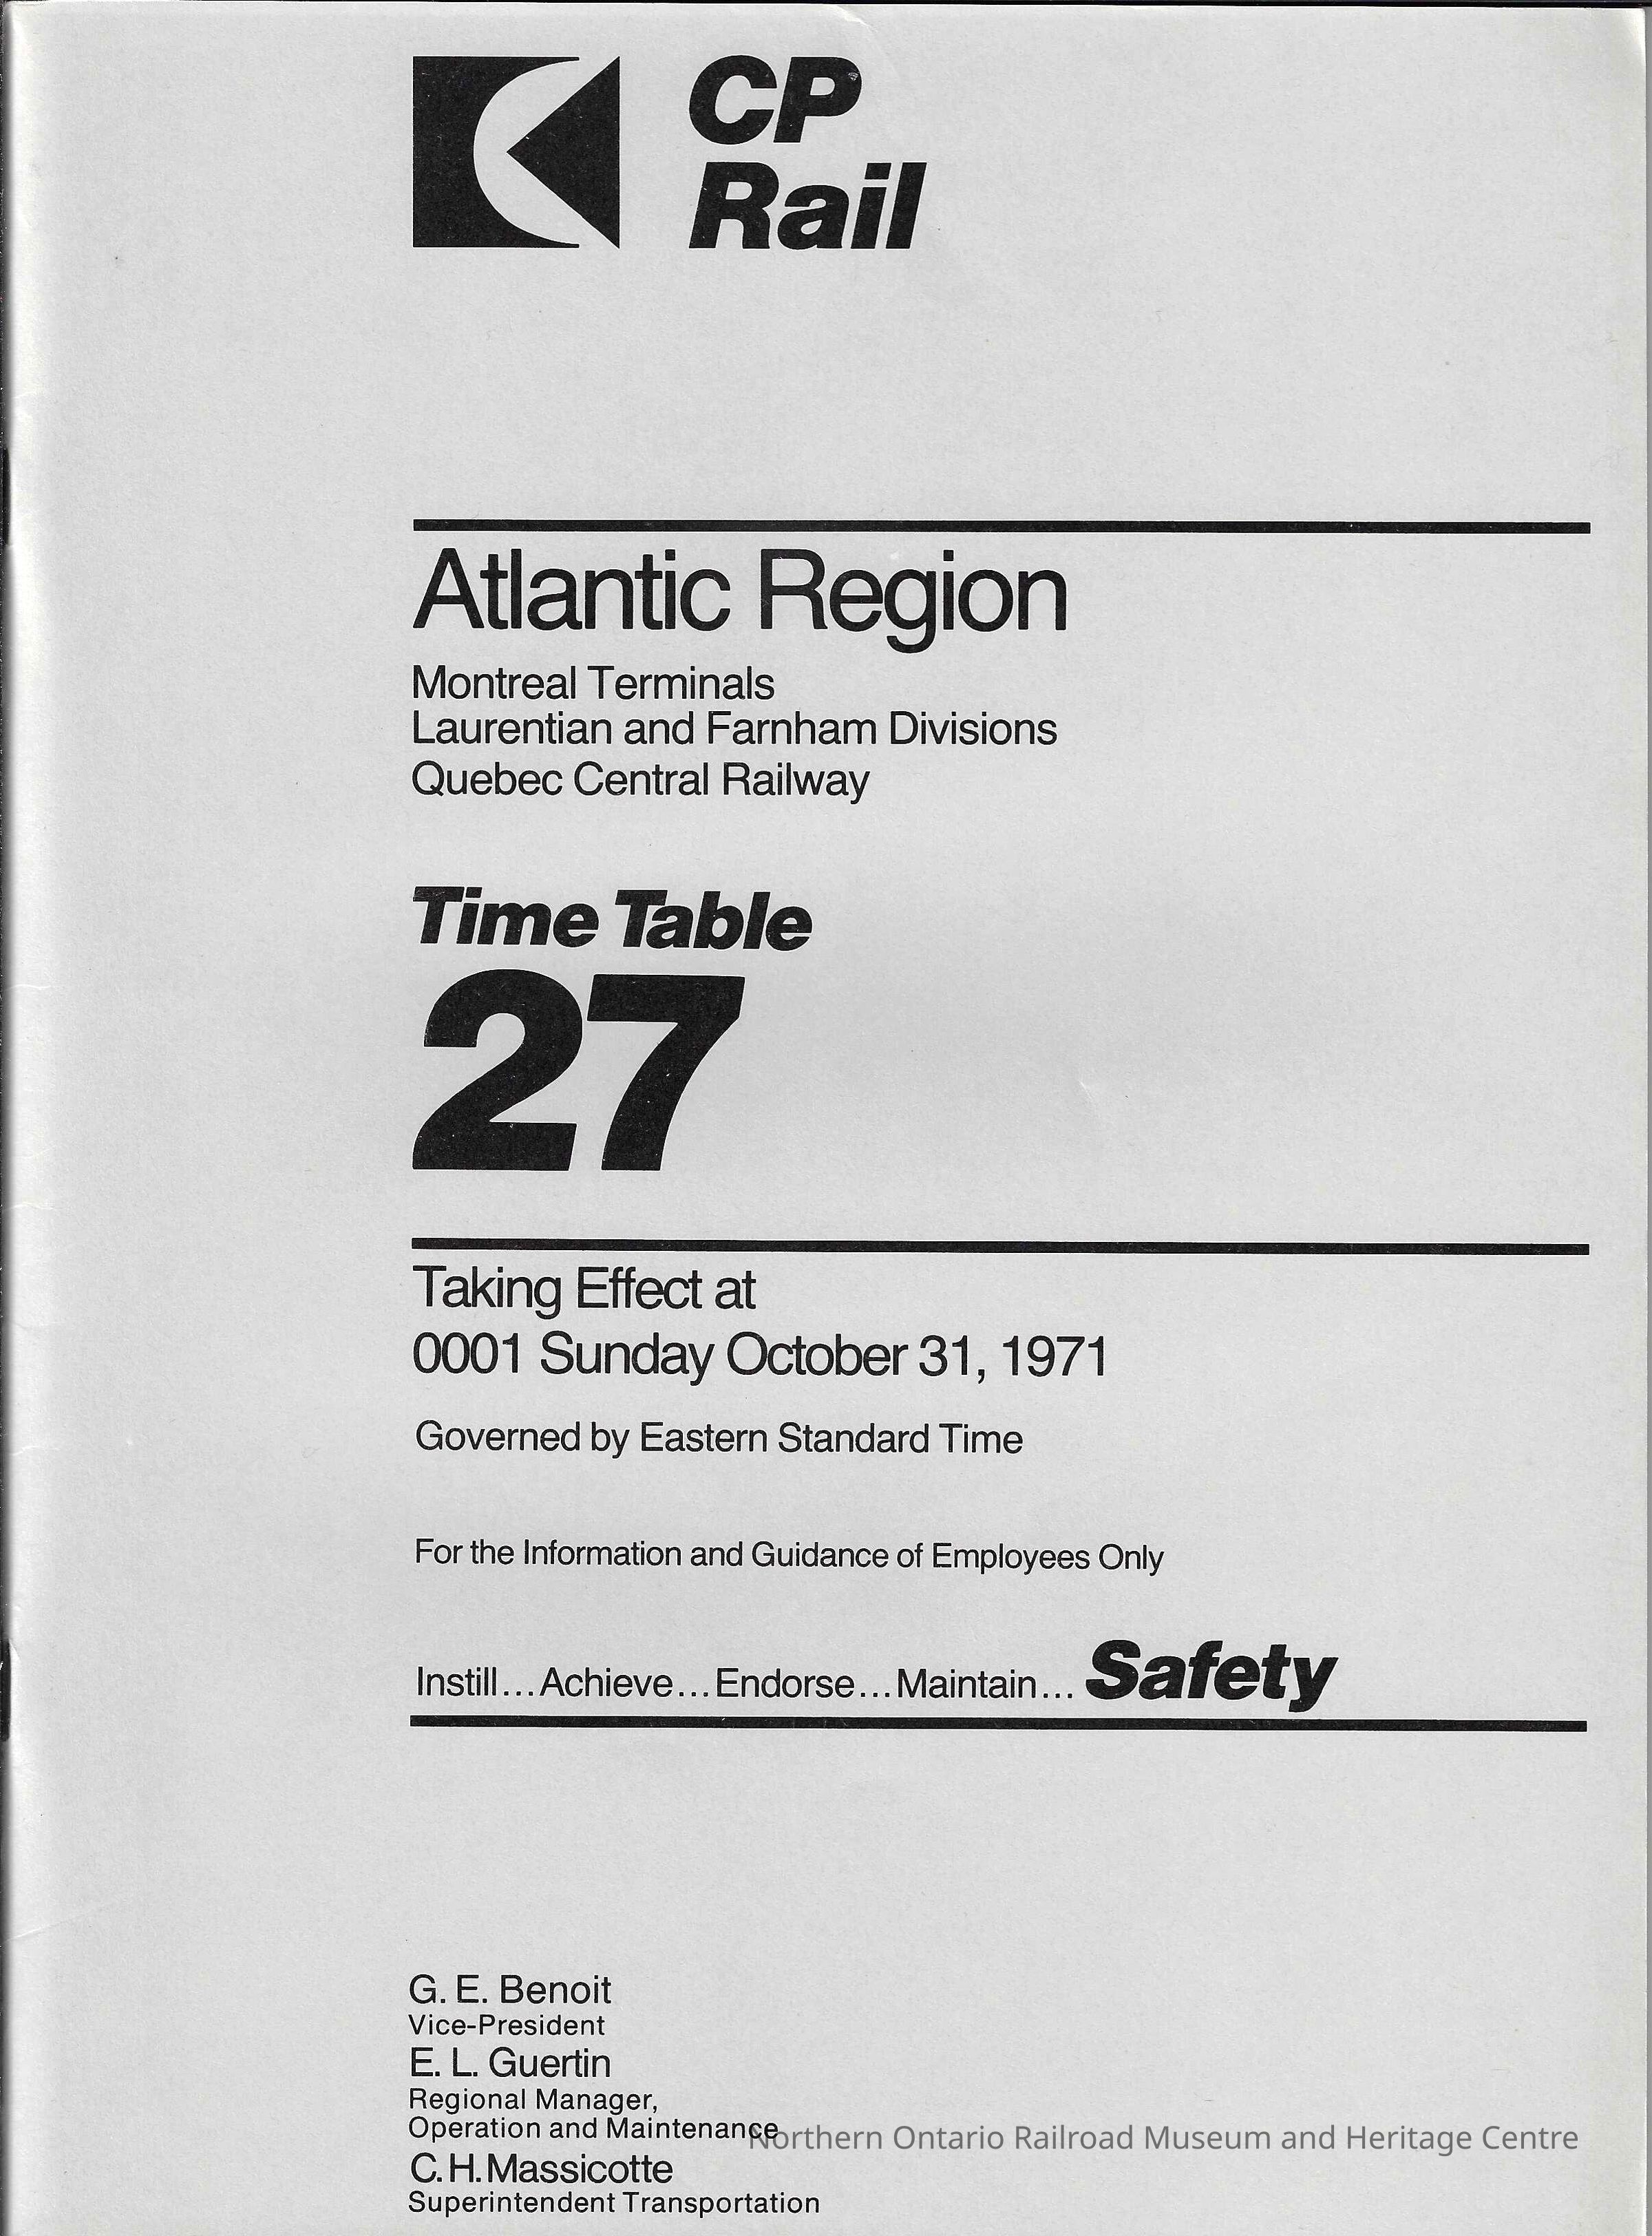 CP
Rail
Atlantic Region
Montreal Terminals
Laurentian and Farnham Divisions
Quebec Central Railway
Time Table
27
Taking Effect at
0001 Sunday October 31, 1971
Governed by Eastern Standard Time
For the Information and Guidance of Employees Only
Instill...Achieve...Endorse...Maintain... Safety
G. E. Benoit
Vice-President
E. L. Guertin
Regional Manager,
Operation and Maintenance
Northern Ontario Railroad Museum and Heritage Centre
C. H. Massicotte
Superintendent Transportation